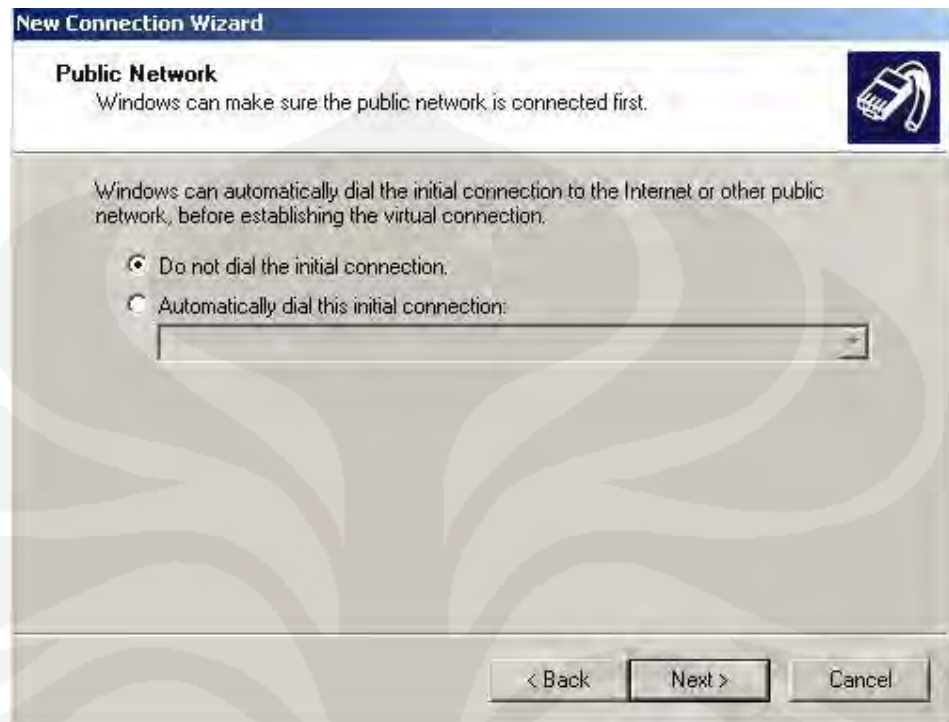 New Connection Wizard
Public Network
Windows can make sure the public network is connected first.
Windows can automatically dial the initial connection to the Internet or other public
network, before establishing the virtual connection.
Do not dial the initial connection.
Automatically dial this initial connection:
< Back Next > Cancel